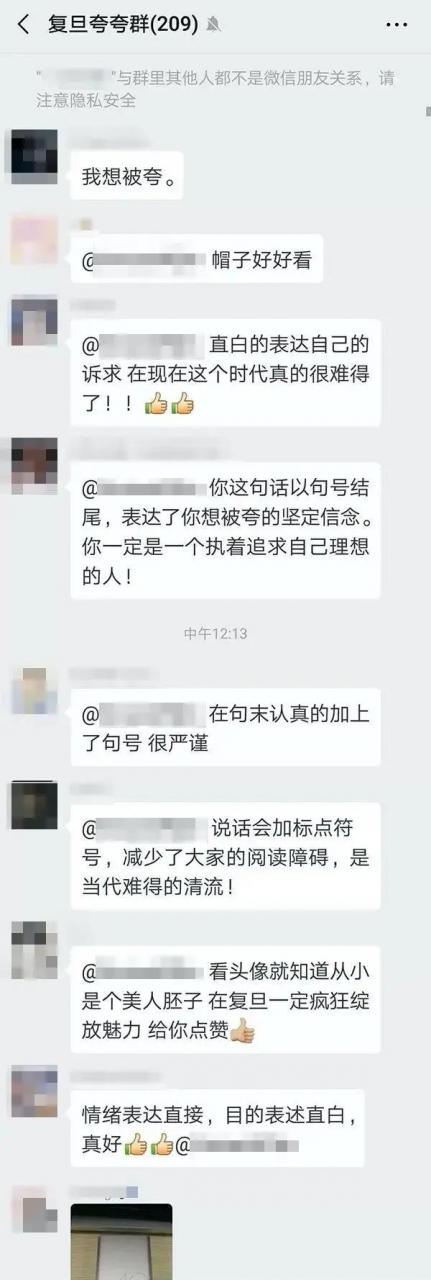 复旦夸夸群(209)
"与群里其他人都不是微信朋友关系，请
注意隐私安全
我想被夸。
@ 帽子好好看
@ 直白的表达自己的
诉求 在现在这个时代真的很难得
了！！👍👍
@ 你这句话以句号结
尾，表达了你想被夸的坚定信念。
你一定是一个执着追求自己理想
的人！
中午12:13
@ 在句末认真的加上
了句号 很严谨
@ 说话会加标点符
号，减少了大家的阅读障碍，是
当代难得的清流！
@ 看头像就知道从小
是个美人胚子 在复旦一定疯狂绽
放魅力 给你点赞👍🏼
情绪表达直接，目的表述直白，
真好👍👍@